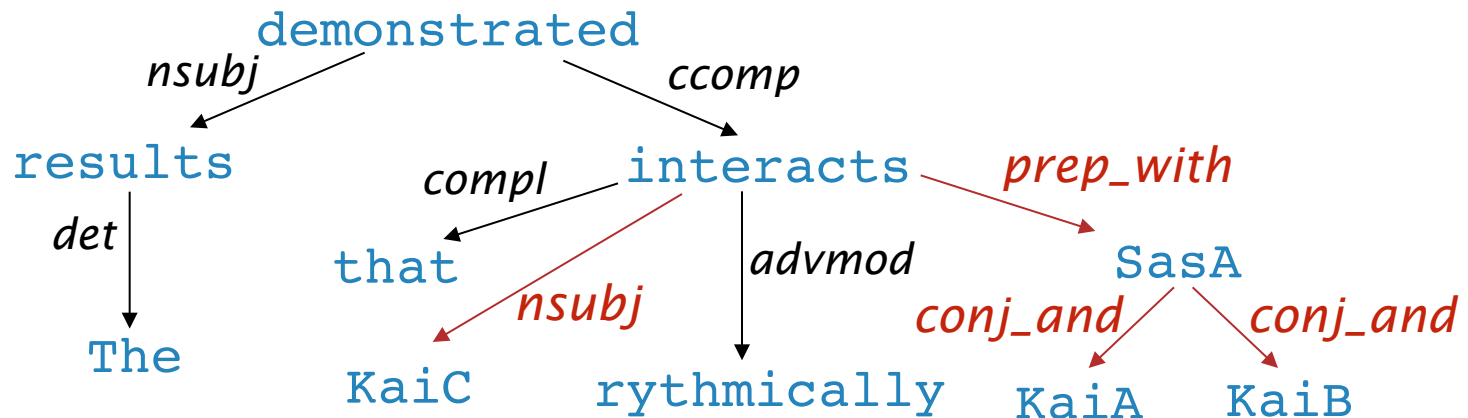 demonstrated
nsubj
ccomp
results
interacts
prep_with
compl
det
that
advmod
SasA
nsubj
conj_and
conj_and
The
KaiC
rythmically
KaiA
KaiB